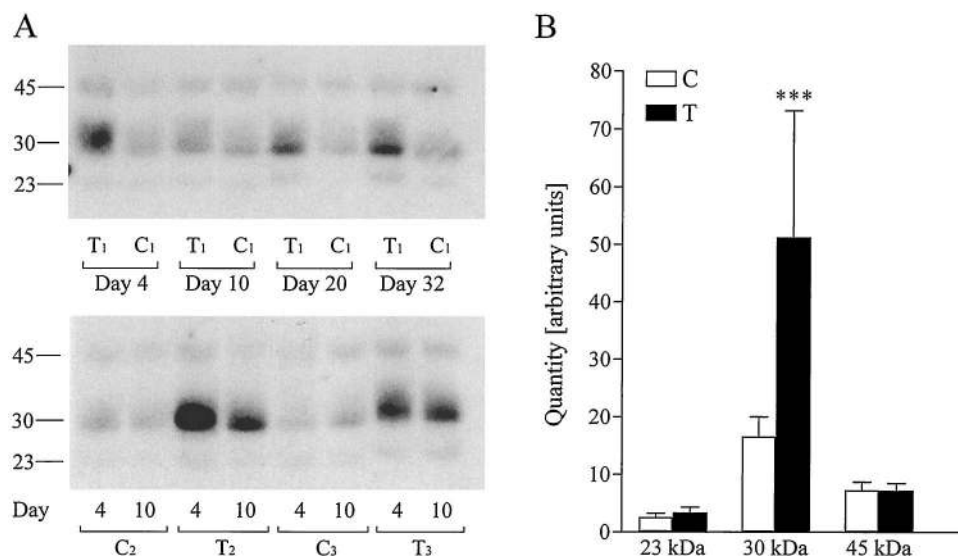 A
45
30
23
T1 C1 T1 C1 T1 C1 T1 C1
Day 4 Day 10 Day 20 Day 32
45
30
23
Day 4 10 4 10 4 10 4 10
C2 T2 C3 T3
B
Quantity [arbitrary units]
80
70
60
50
40
30
20
10
0
C
T
***
23 kDa 30 kDa 45 kDa